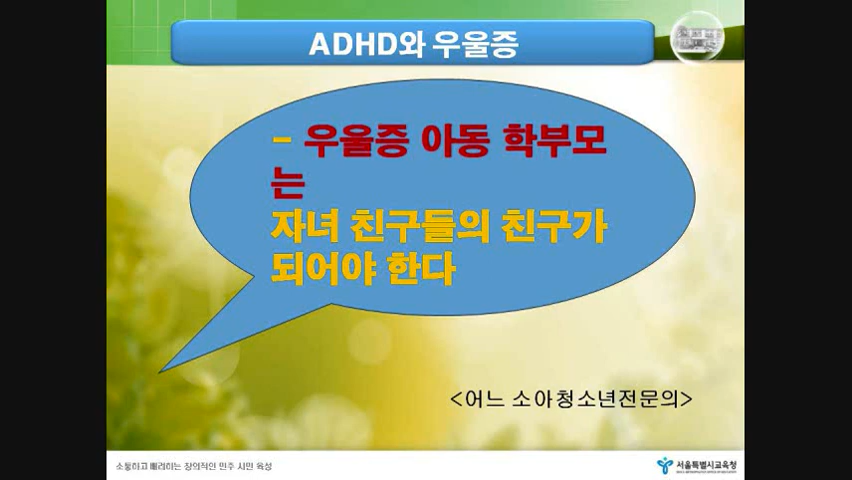 ADHD와 우울증
- 우울증 아동 학부모
는
자녀 친구들의 친구가
되어야 한다
<어느 소아청소년전문의>
소통하고 배려하는 창의적인 민주 시민 육성
서울특별시교육청